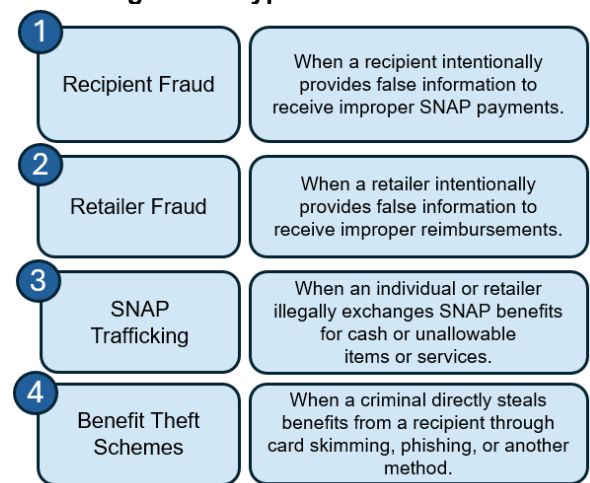 1
Recipient Fraud
When a recipient intentionally
provides false information to
receive improper SNAP payments.
2
Retailer Fraud
When a retailer intentionally
provides false information to
receive improper reimbursements.
3
SNAP
Trafficking
When an individual or retailer
illegally exchanges SNAP benefits
for cash or unallowable
items or services.
4
Benefit Theft
Schemes
When a criminal directly steals
benefits from a recipient through
card skimming, phishing, or another
method.